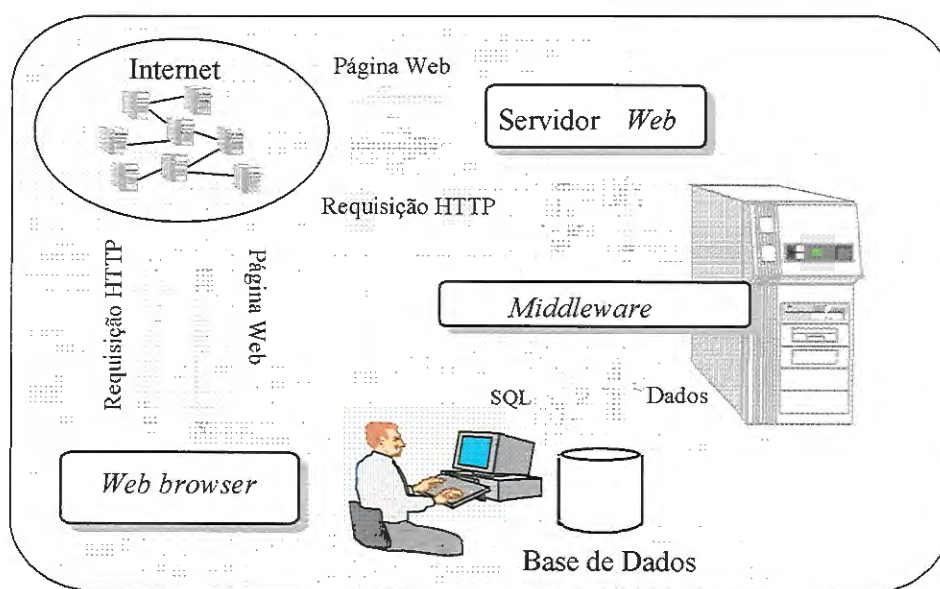 Internet
Página Web
Servidor Web
Requisição HTTP
Requisição HTTP
Página Web
Middleware
SQL
Dados
Web browser
Base de Dados